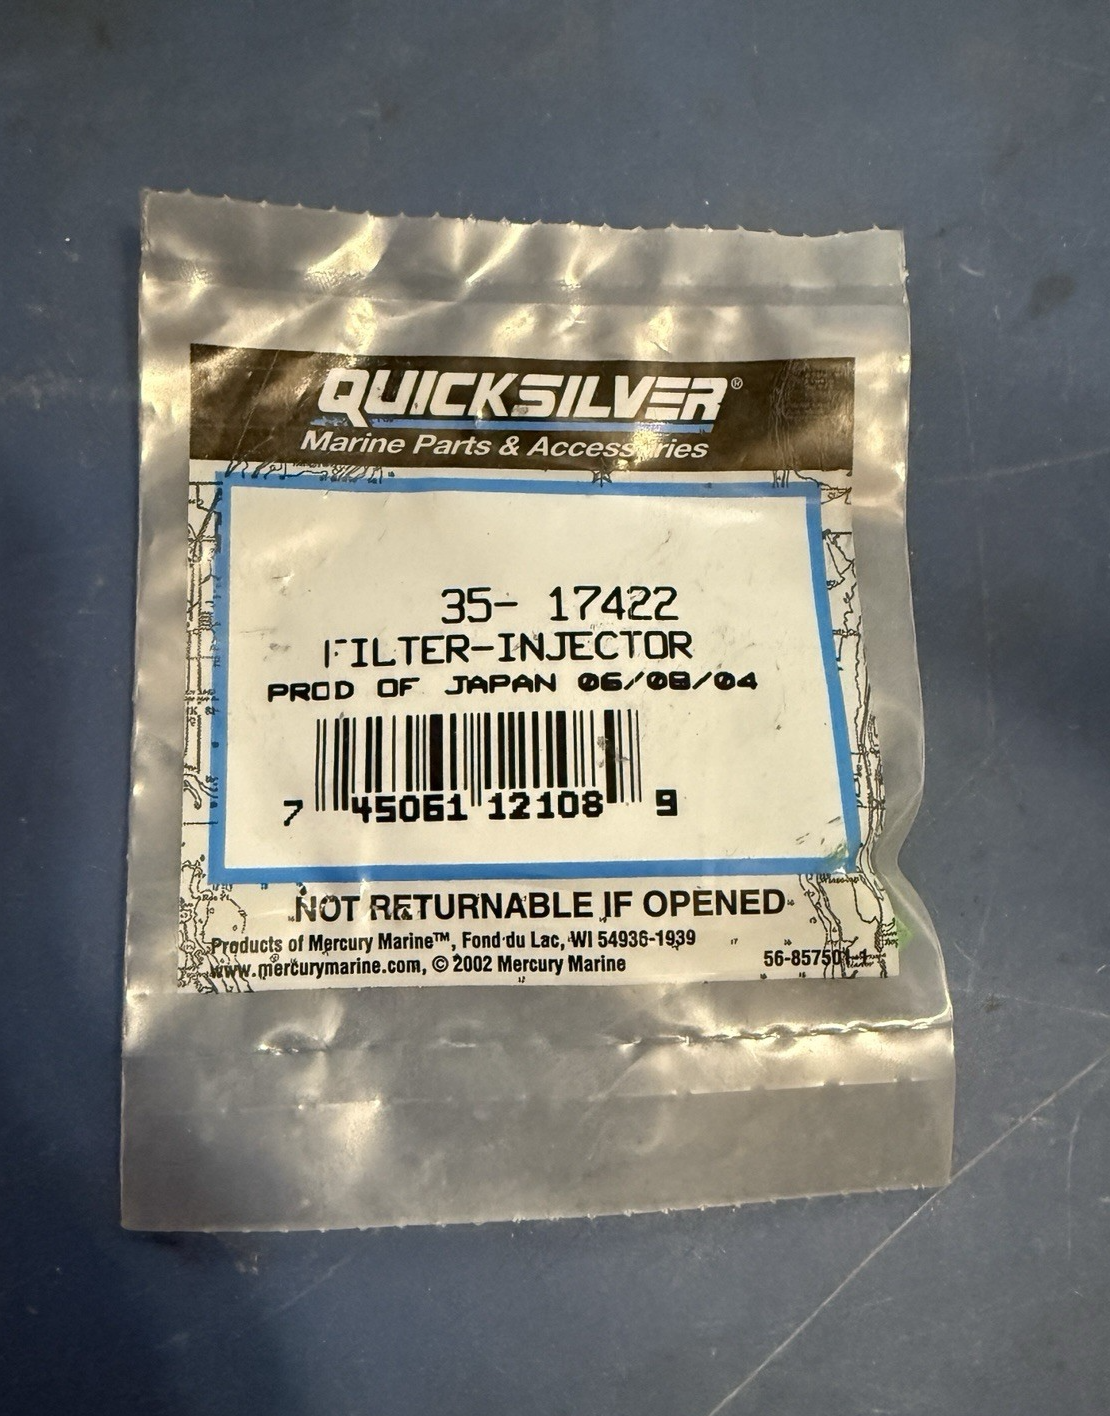 QUICKSILVER®
Marine Parts & Accessories
35- 17422
FILTER-INJECTOR
PROD OF JAPAN 06/08/04
7 45061 12108 9
NOT RETURNABLE IF OPENED
Products of Mercury Marine™, Fond du Lac, WI 54936-1939
www.mercurymarine.com, © 2002 Mercury Marine
56-857501